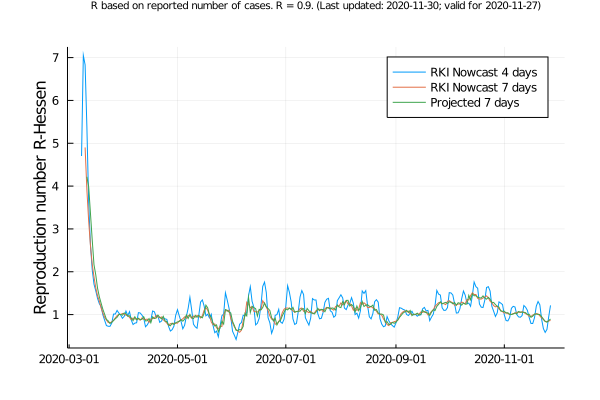 R based on reported number of cases. R = 0.9. (Last updated: 2020-11-30; valid for 2020-11-27)
7
6
5
4
3
2
1
Reproduction number R-Hessen
RKI Nowcast 4 days
RKI Nowcast 7 days
Projected 7 days
2020-03-01
2020-05-01
2020-07-01
2020-09-01
2020-11-01